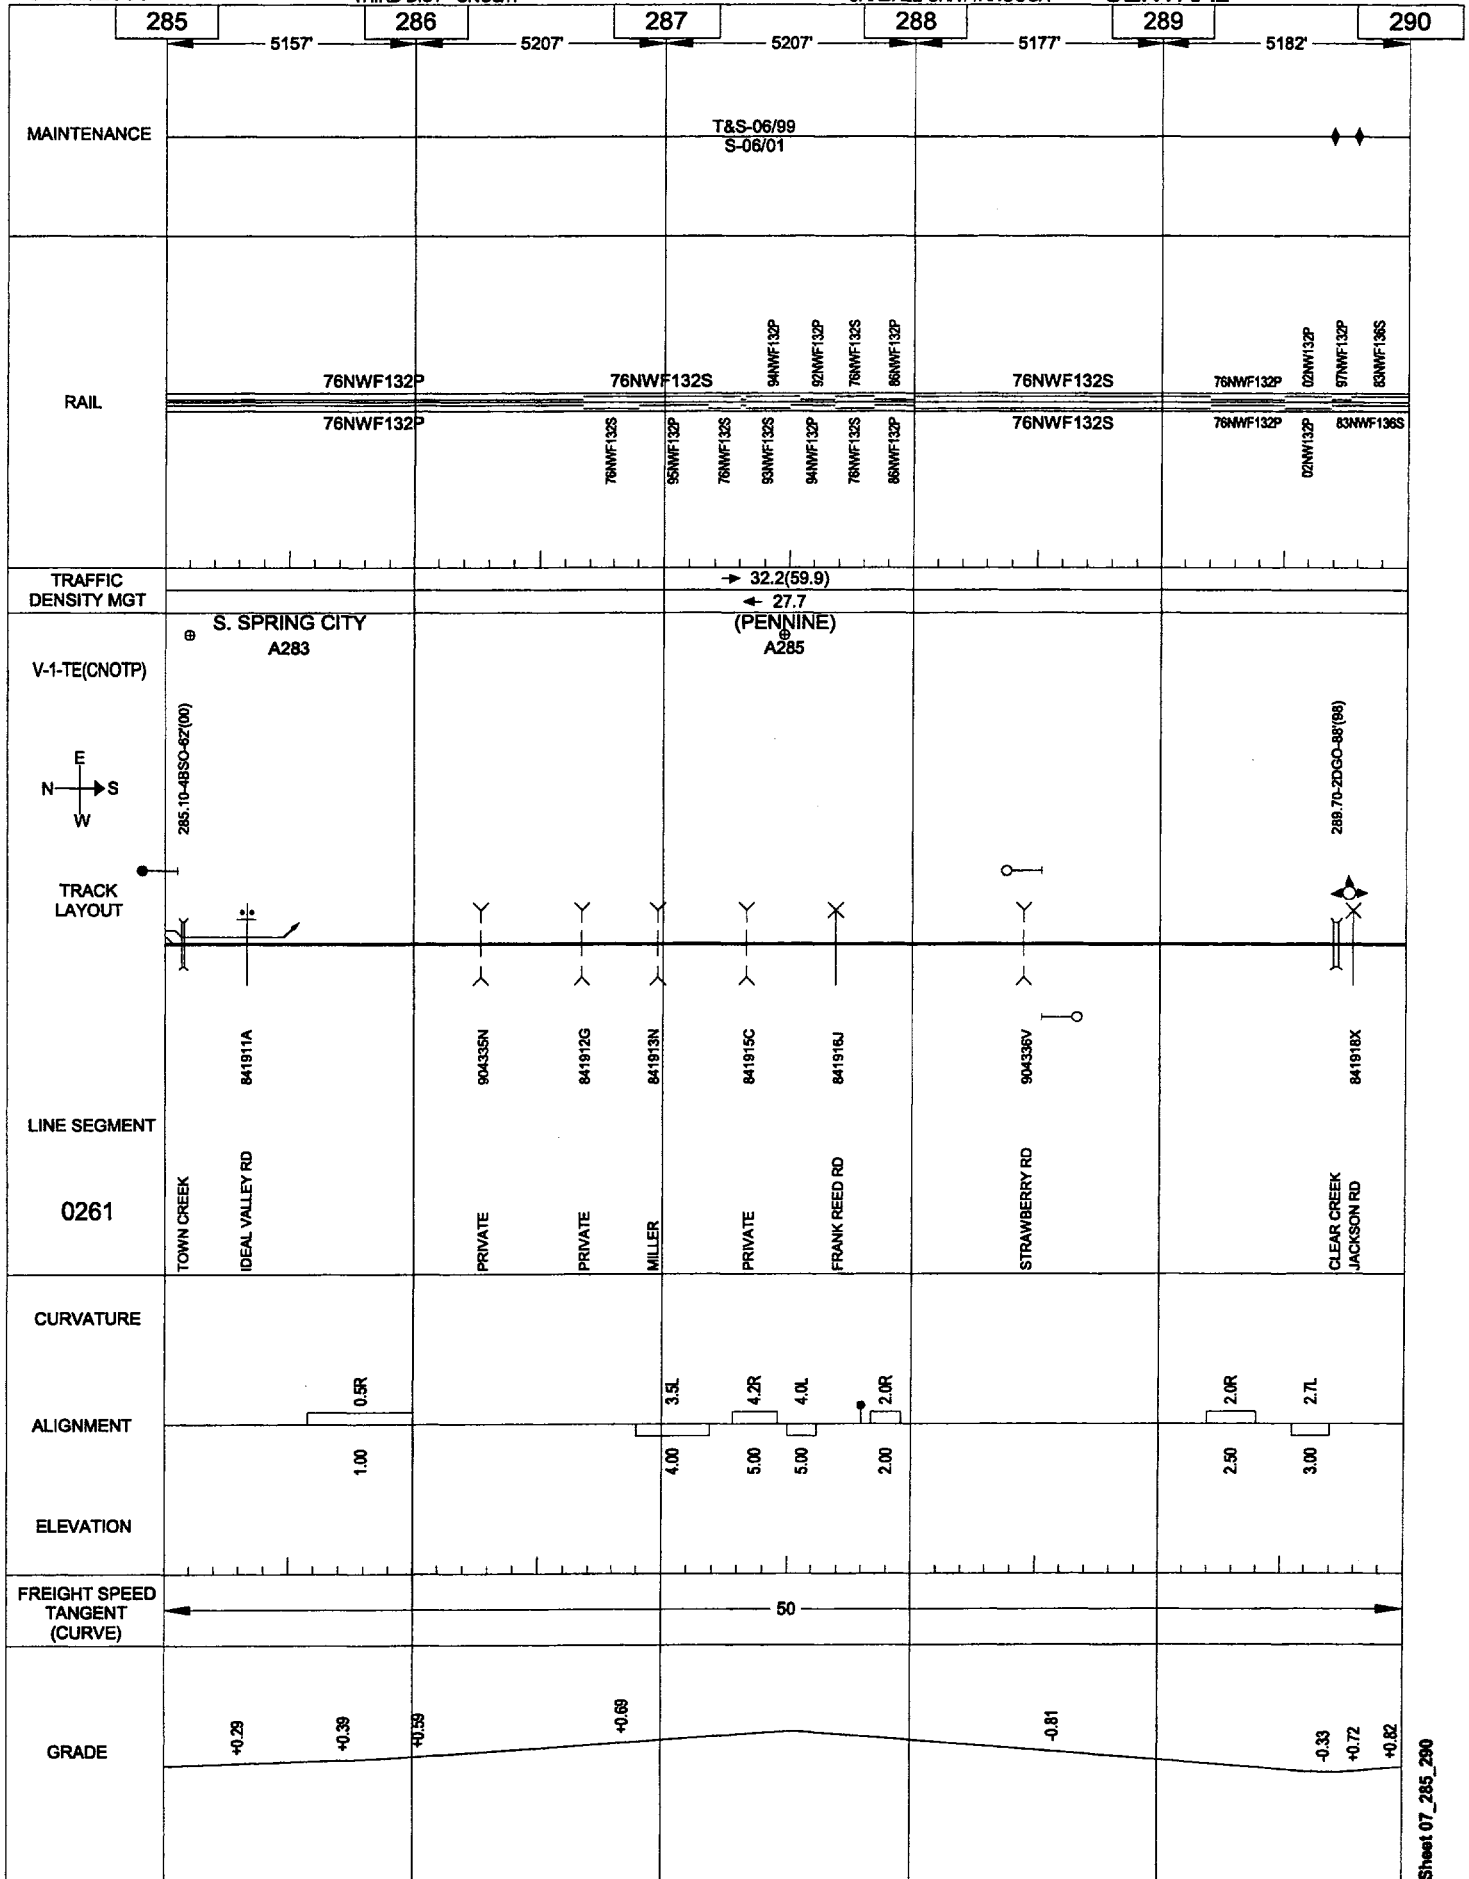 285 286 287 288 289 290
5157' 5207' 5207' 5177' 5182'
MAINTENANCE
T&S-06/99
S-06/01
94NWF132P 92NWF132P 76NWF132S 86NWF132P 02NW132P 97NWF132P 83NWF136S
76NWF132P 76NWF132S 76NWF132S 76NWF132P
RAIL
76NWF132P 76NWF132S 76NWF132P 83NWF136S
76NWF132S 95NWF132P 76NWF132S 93NWF132S 94NWF132P 76NWF132S 86NWF132P 02NW132P
TRAFFIC
DENSITY MGT
32.2(59.9)
27.7
S. SPRING CITY
A283
(PENNINE)
A285
V-1-TE(CNOTP)
285.10-4BSO-62'(00)
289.70-2DGO-88'(98)
E
N S
W
TRACK
LAYOUT
841911A 904335N 841912G 841913N 841915C 841916J 904336V 841918X
LINE SEGMENT
0261
TOWN CREEK
IDEAL VALLEY RD
PRIVATE
PRIVATE
MILLER
PRIVATE
FRANK REED RD
STRAWBERRY RD
CLEAR CREEK
JACKSON RD
CURVATURE
0.5R 3.5L 4.2R 4.0L 2.0R 2.0R 2.7L
ALIGNMENT
1.00 4.00 5.00 5.00 2.00 2.50 3.00
ELEVATION
FREIGHT SPEED
TANGENT
(CURVE)
50
GRADE
+0.29 +0.39 +0.59 +0.69 -0.81 -0.33 +0.72 +0.82
Sheet 07_285_290